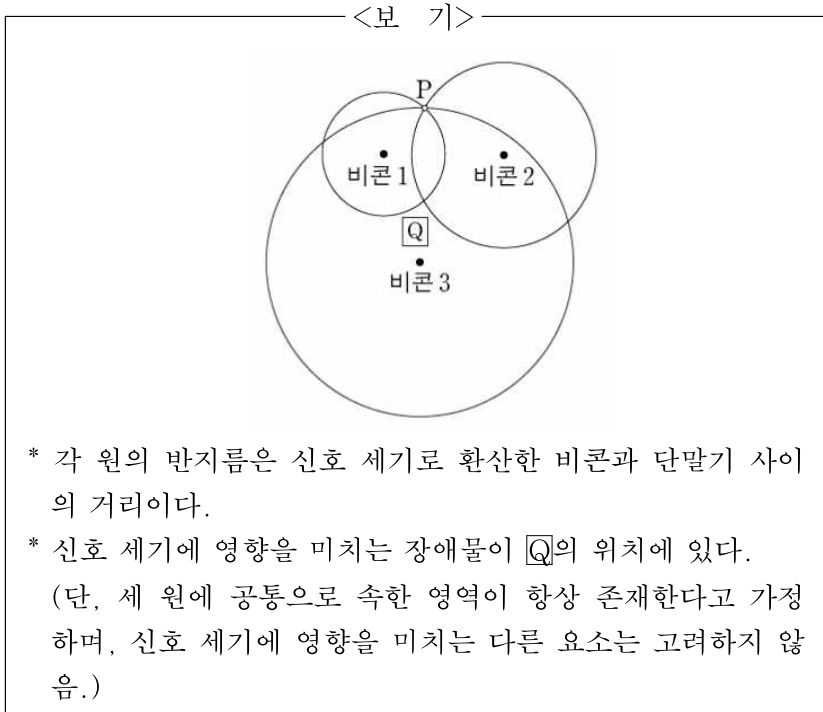 <보 기>
P
비콘 1
비콘 2
Q
비콘 3
* 각 원의 반지름은 신호 세기로 환산한 비콘과 단말기 사이
의 거리이다.
* 신호 세기에 영향을 미치는 장애물이 Q의 위치에 있다.
(단, 세 원에 공통으로 속한 영역이 항상 존재한다고 가정
하며, 신호 세기에 영향을 미치는 다른 요소는 고려하지 않
음.)